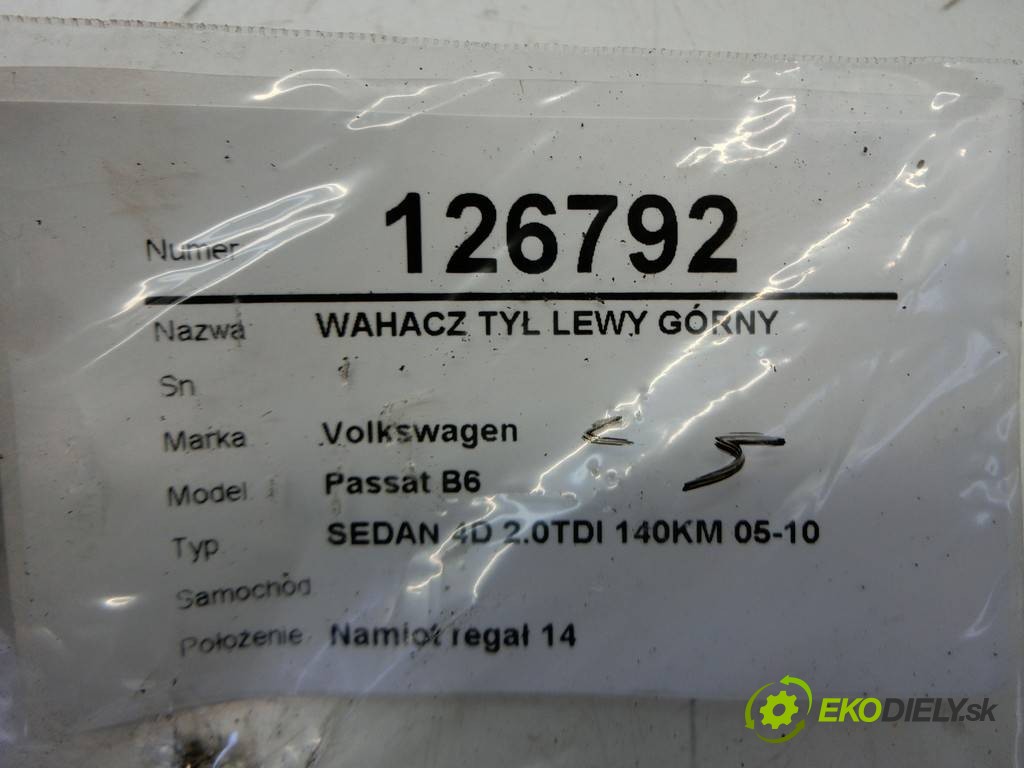 Numer 126792
Nazwa WAHACZ TYŁ LEWY GÓRNY
Sn
Marka Volkswagen
Model Passat B6
Typ SEDAN 4D 2.0TDI 140KM 05-10
Samochód
Położenie Namiot regał 14
EKODIELY.sk